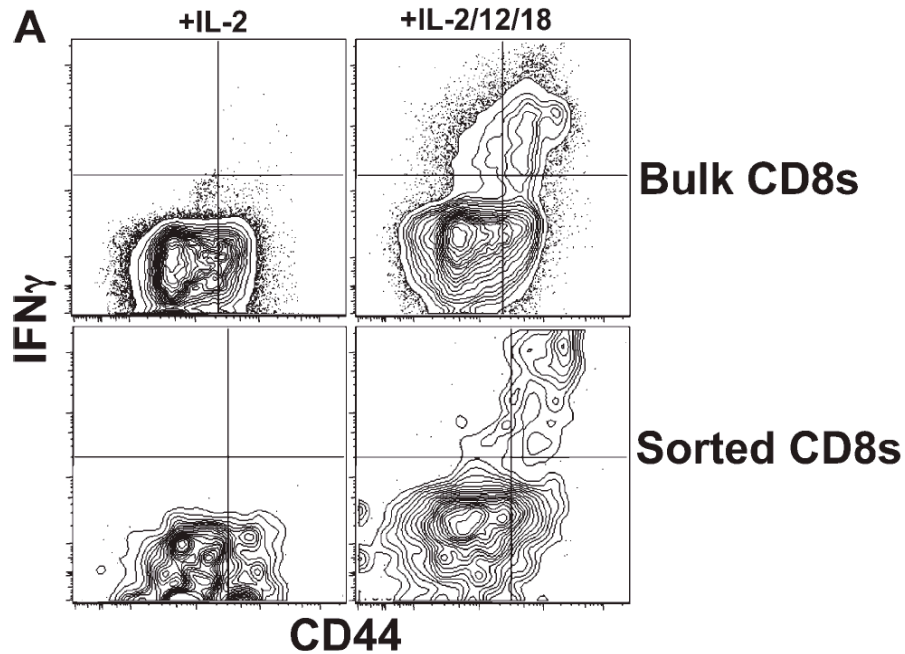 A
+IL-2
+IL-2/12/18
Bulk CD8s
IFNγ
Sorted CD8s
CD44